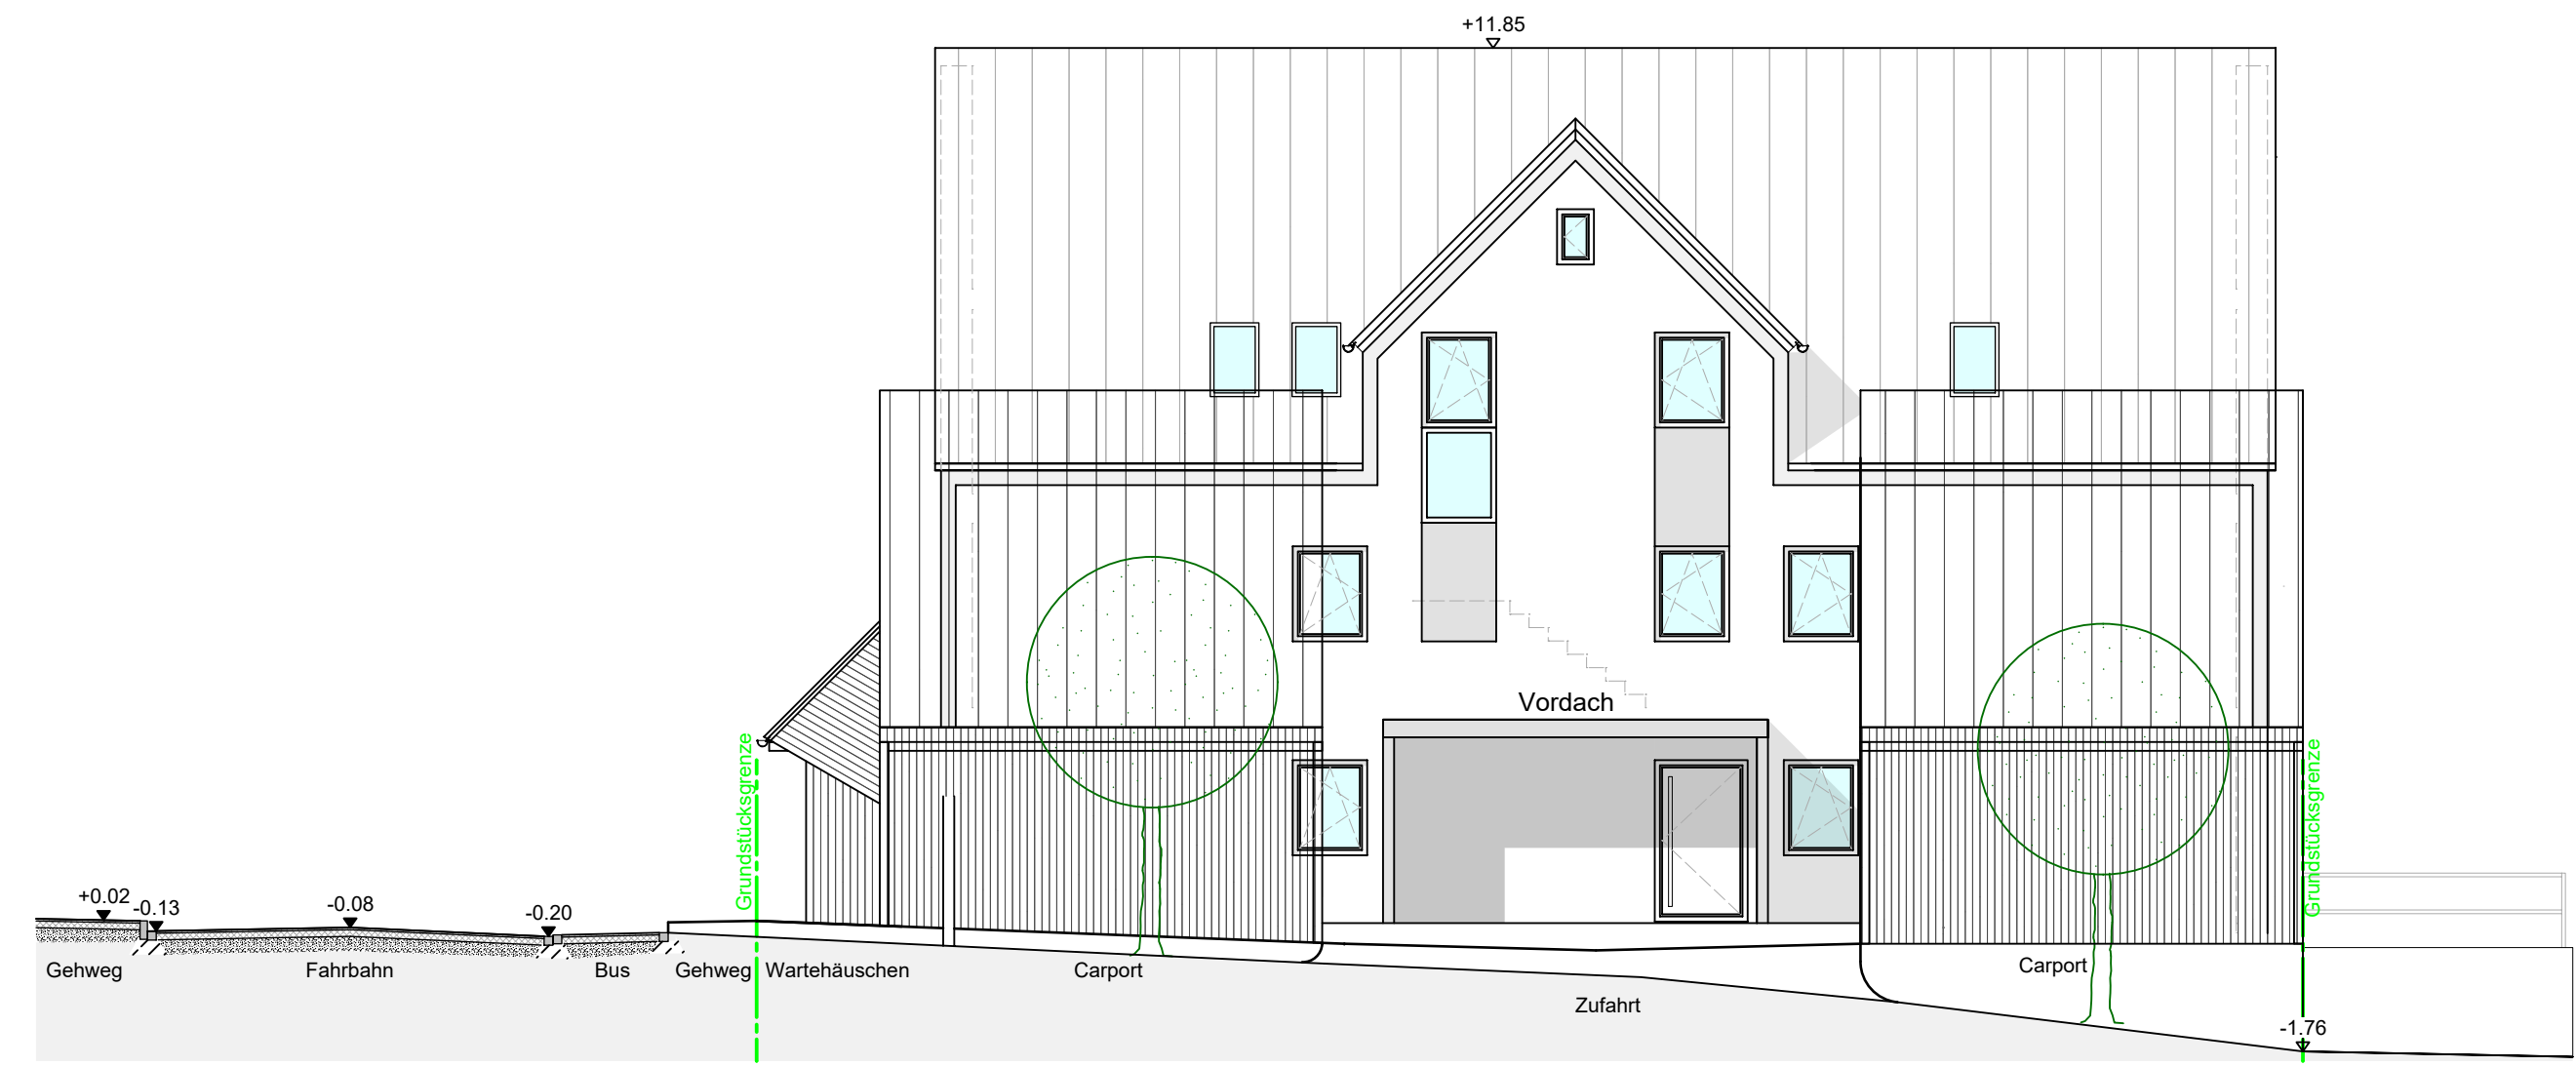 +11.85
Vordach
Grundstücksgrenze
Grundstücksgrenze
+0.02
-0.13
-0.08
-0.20
Gehweg
Fahrbahn
Bus
Gehweg
Wartehäuschen
Carport
Carport
Zufahrt
-1.76